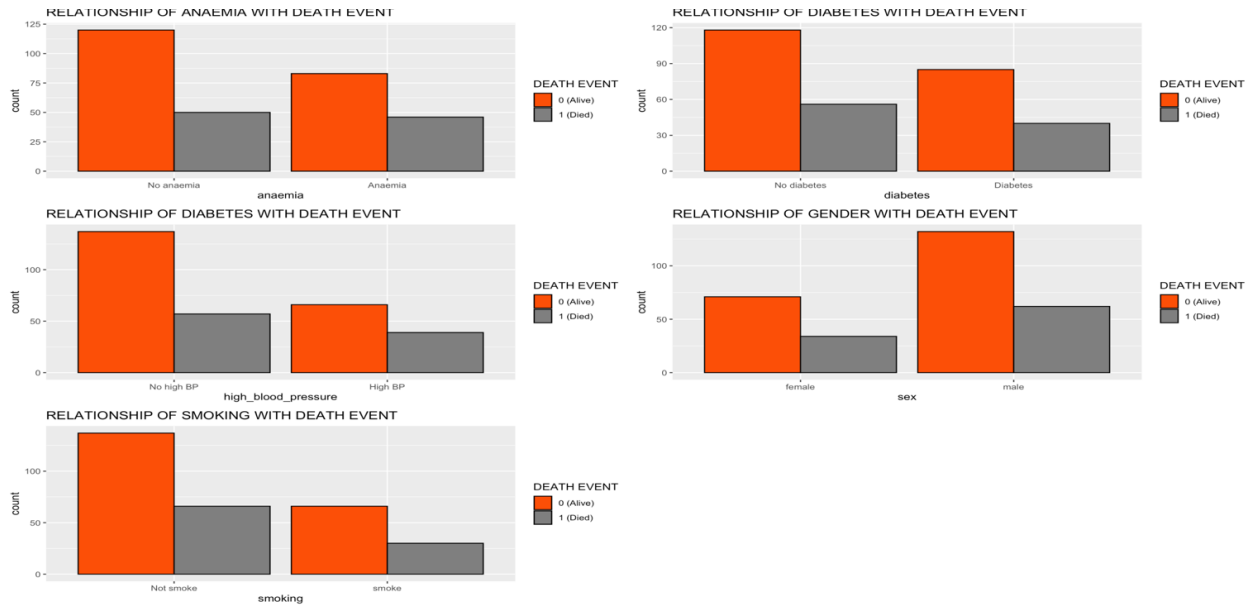 RELATIONSHIP OF ANAEMIA WITH DEATH EVENT
125
100
75
50
25
0
count
No anaemia
Anaemia
anaemia
DEATH EVENT
0 (Alive)
1 (Died)
RELATIONSHIP OF DIABETES WITH DEATH EVENT
120
90
60
30
0
count
No diabetes
Diabetes
diabetes
DEATH EVENT
0 (Alive)
1 (Died)
RELATIONSHIP OF DIABETES WITH DEATH EVENT
100
50
0
count
No high BP
High BP
high_blood_pressure
DEATH EVENT
0 (Alive)
1 (Died)
RELATIONSHIP OF GENDER WITH DEATH EVENT
100
50
0
count
female
male
sex
DEATH EVENT
0 (Alive)
1 (Died)
RELATIONSHIP OF SMOKING WITH DEATH EVENT
100
50
0
count
Not smoke
smoke
smoking
DEATH EVENT
0 (Alive)
1 (Died)